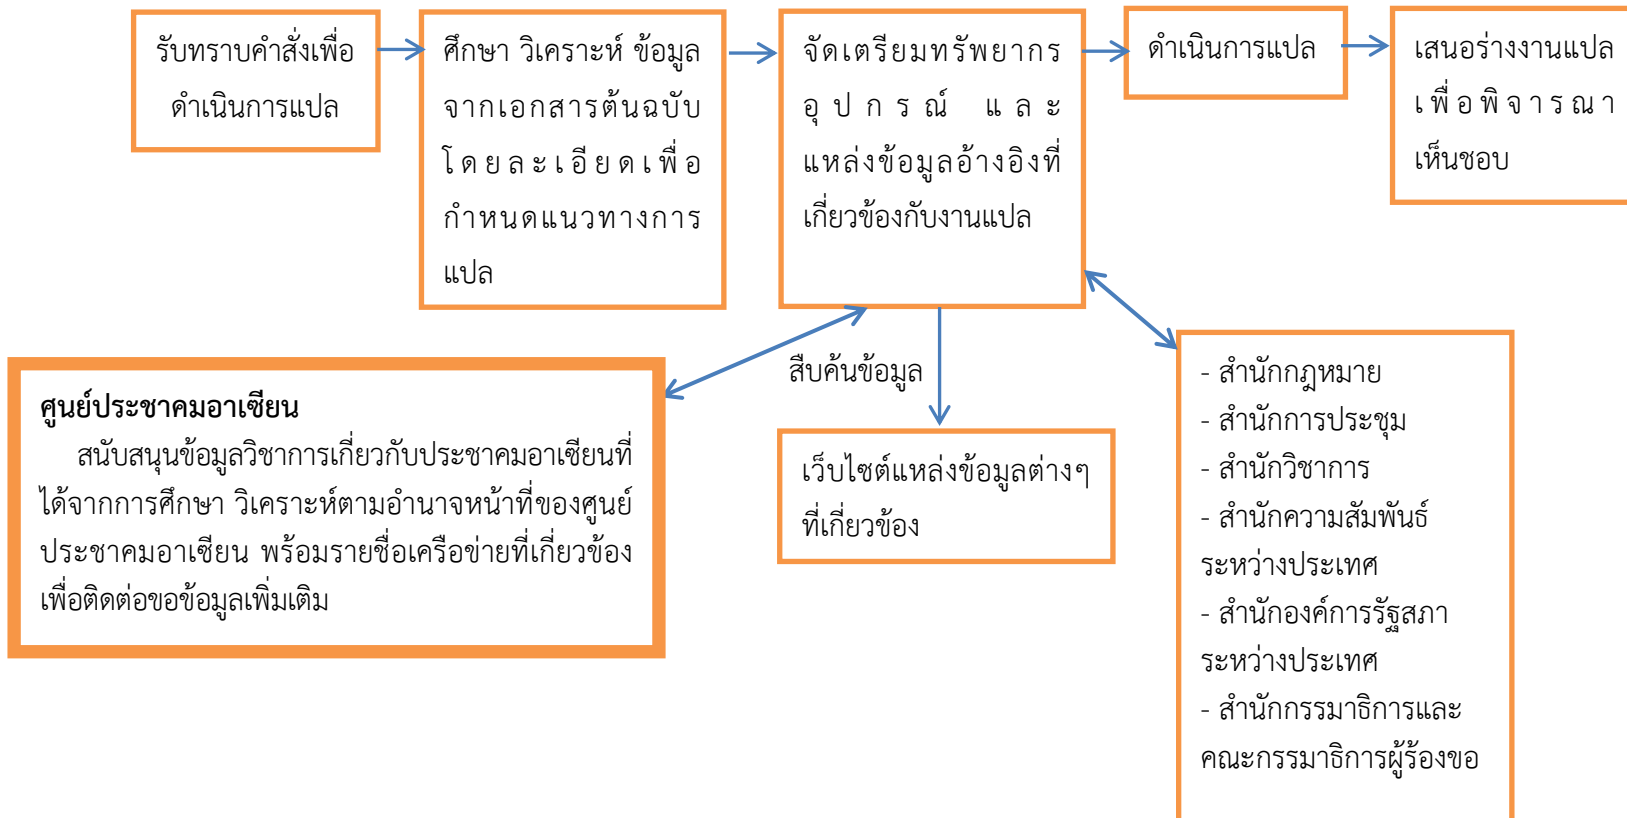 รับทราบคำสั่งเพื่อ
ดำเนินการแปล
ศึกษา วิเคราะห์ ข้อมูล
จากเอกสารต้นฉบับ
โดยละเอียดเพื่อ
กำหนดแนวทางการ
แปล
จัดเตรียมทรัพยากร
อุปกรณ์ และ
แหล่งข้อมูลอ้างอิงที่
เกี่ยวข้องกับงานแปล
ดำเนินการแปล
เสนอร่างงานแปล
เพื่อพิจารณา
เห็นชอบ
ศูนย์ประชาคมอาเซียน
สนับสนุนข้อมูลวิชาการเกี่ยวกับประชาคมอาเซียนที่
ได้จากการศึกษา วิเคราะห์ตามอำนาจหน้าที่ของศูนย์
ประชาคมอาเซียน พร้อมรายชื่อเครือข่ายที่เกี่ยวข้อง
เพื่อติดต่อขอข้อมูลเพิ่มเติม
สืบค้นข้อมูล
เว็บไซต์แหล่งข้อมูลต่างๆ
ที่เกี่ยวข้อง
- สำนักกฎหมาย
- สำนักการประชุม
- สำนักวิชาการ
- สำนักความสัมพันธ์
ระหว่างประเทศ
- สำนักองค์การรัฐสภา
ระหว่างประเทศ
- สำนักกรรมาธิการและ
คณะกรรมาธิการผู้ร้องขอ